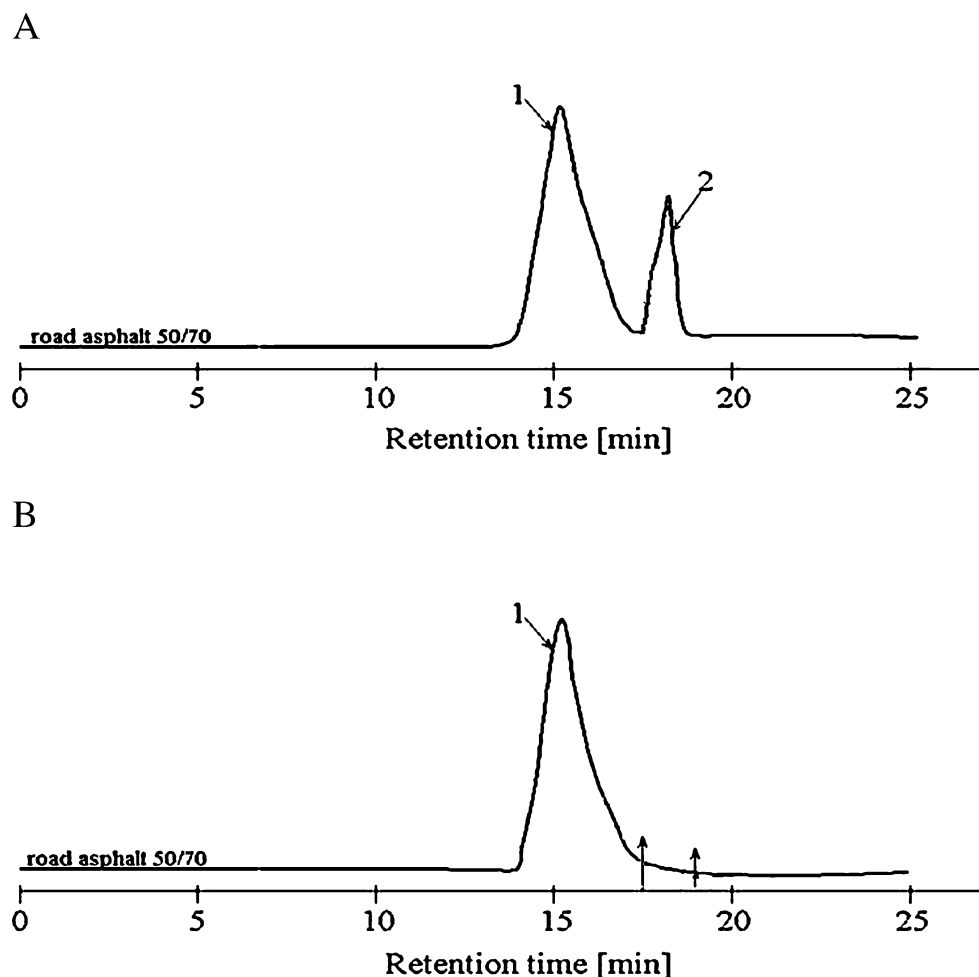 A
1
2
road asphalt 50/70
0 5 10 15 20 25
Retention time [min]
B
1
road asphalt 50/70
0 5 10 15 20 25
Retention time [min]